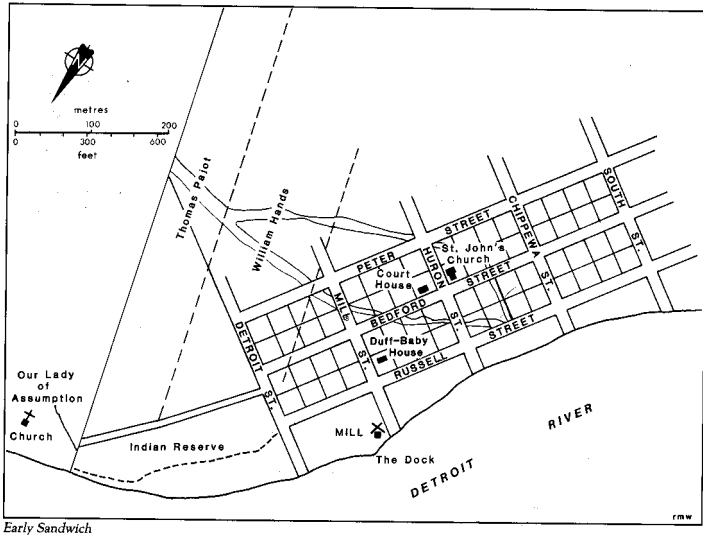 N
metres
0 100 200
0 300 600
feet
Thomas Pajot
William Hands
PETER STREET
HURON ST.
CHIPPEWA ST.
SOUTH ST.
St. John's
Church
Court
House
MILL ST.
BEDFORD STREET
DETROIT ST.
Duff-Baby
House
RUSSELL STREET
Our Lady
of
Assumption
Church
Indian Reserve
MILL
The Dock
DETROIT RIVER
rmw
Early Sandwich